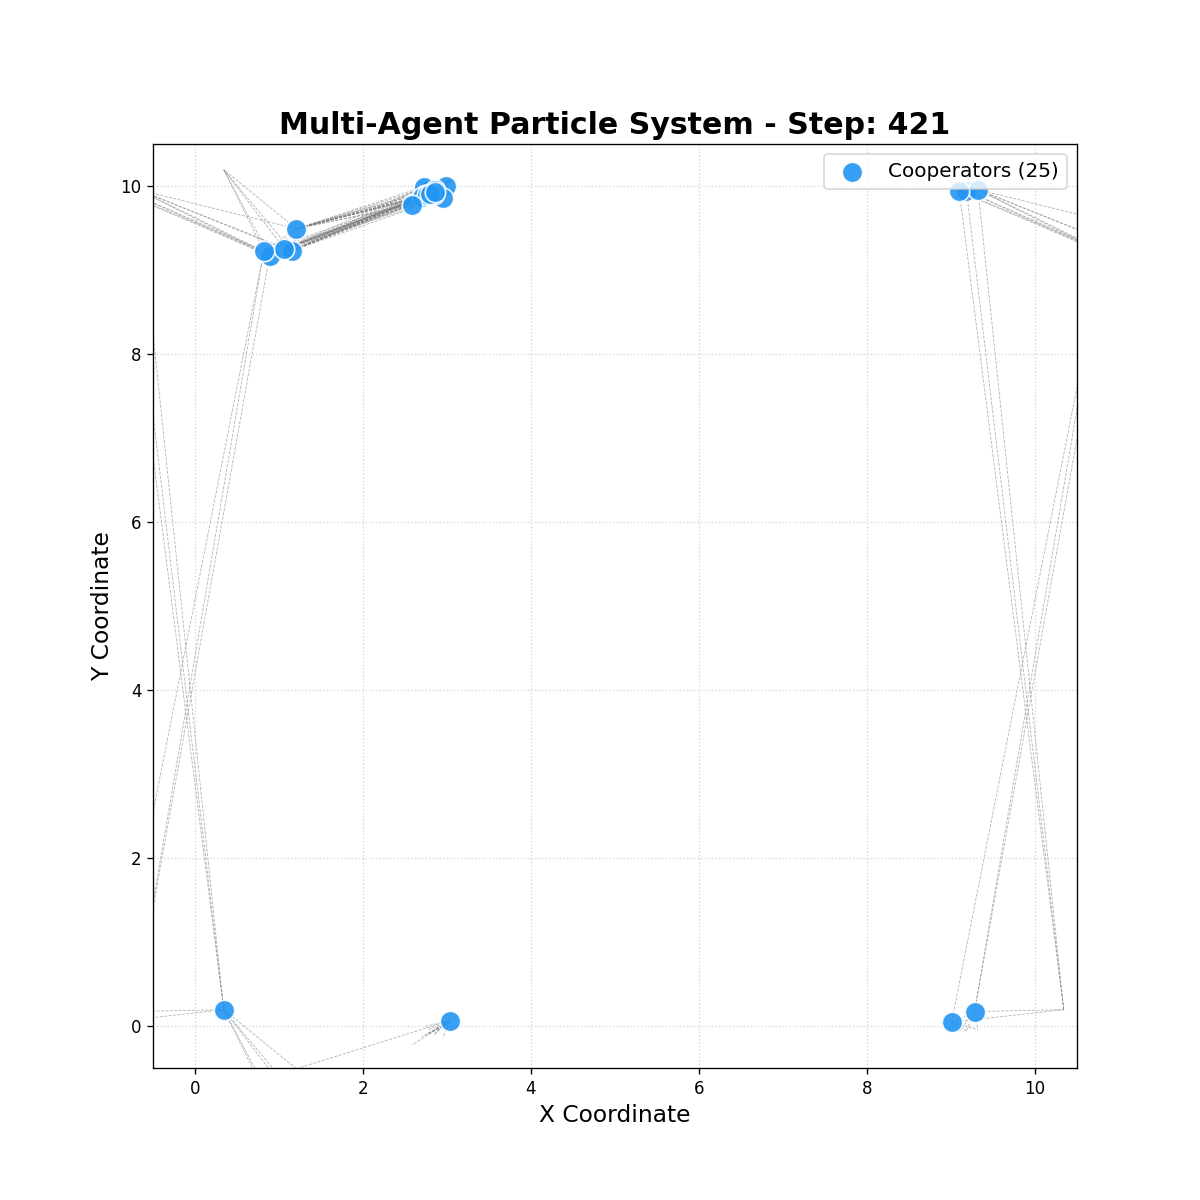 Multi-Agent Particle System - Step: 421
Cooperators (25)
10
8
6
4
2
0
Y Coordinate
0 2 4 6 8 10
X Coordinate